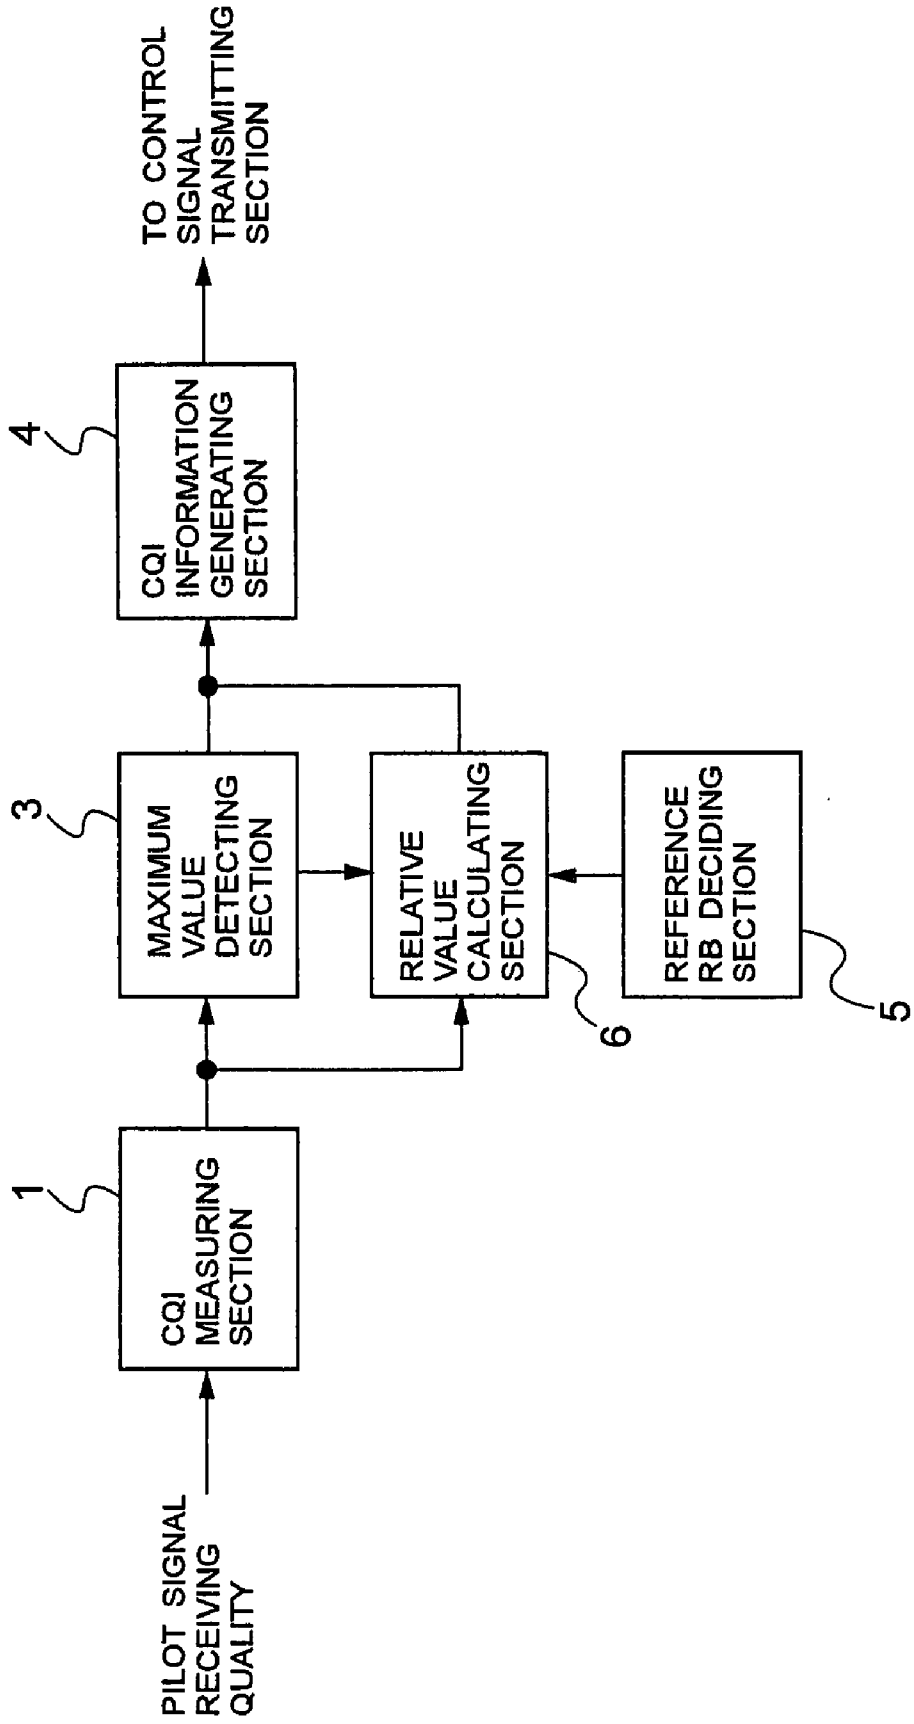 PILOT SIGNAL
RECEIVING
QUALITY
1
CQI
MEASURING
SECTION
3
MAXIMUM
VALUE
DETECTING
SECTION
RELATIVE
VALUE
CALCULATING
SECTION
6
REFERENCE
RB DECIDING
SECTION
5
4
CQI
INFORMATION
GENERATING
SECTION
TO CONTROL
SIGNAL
TRANSMITTING
SECTION